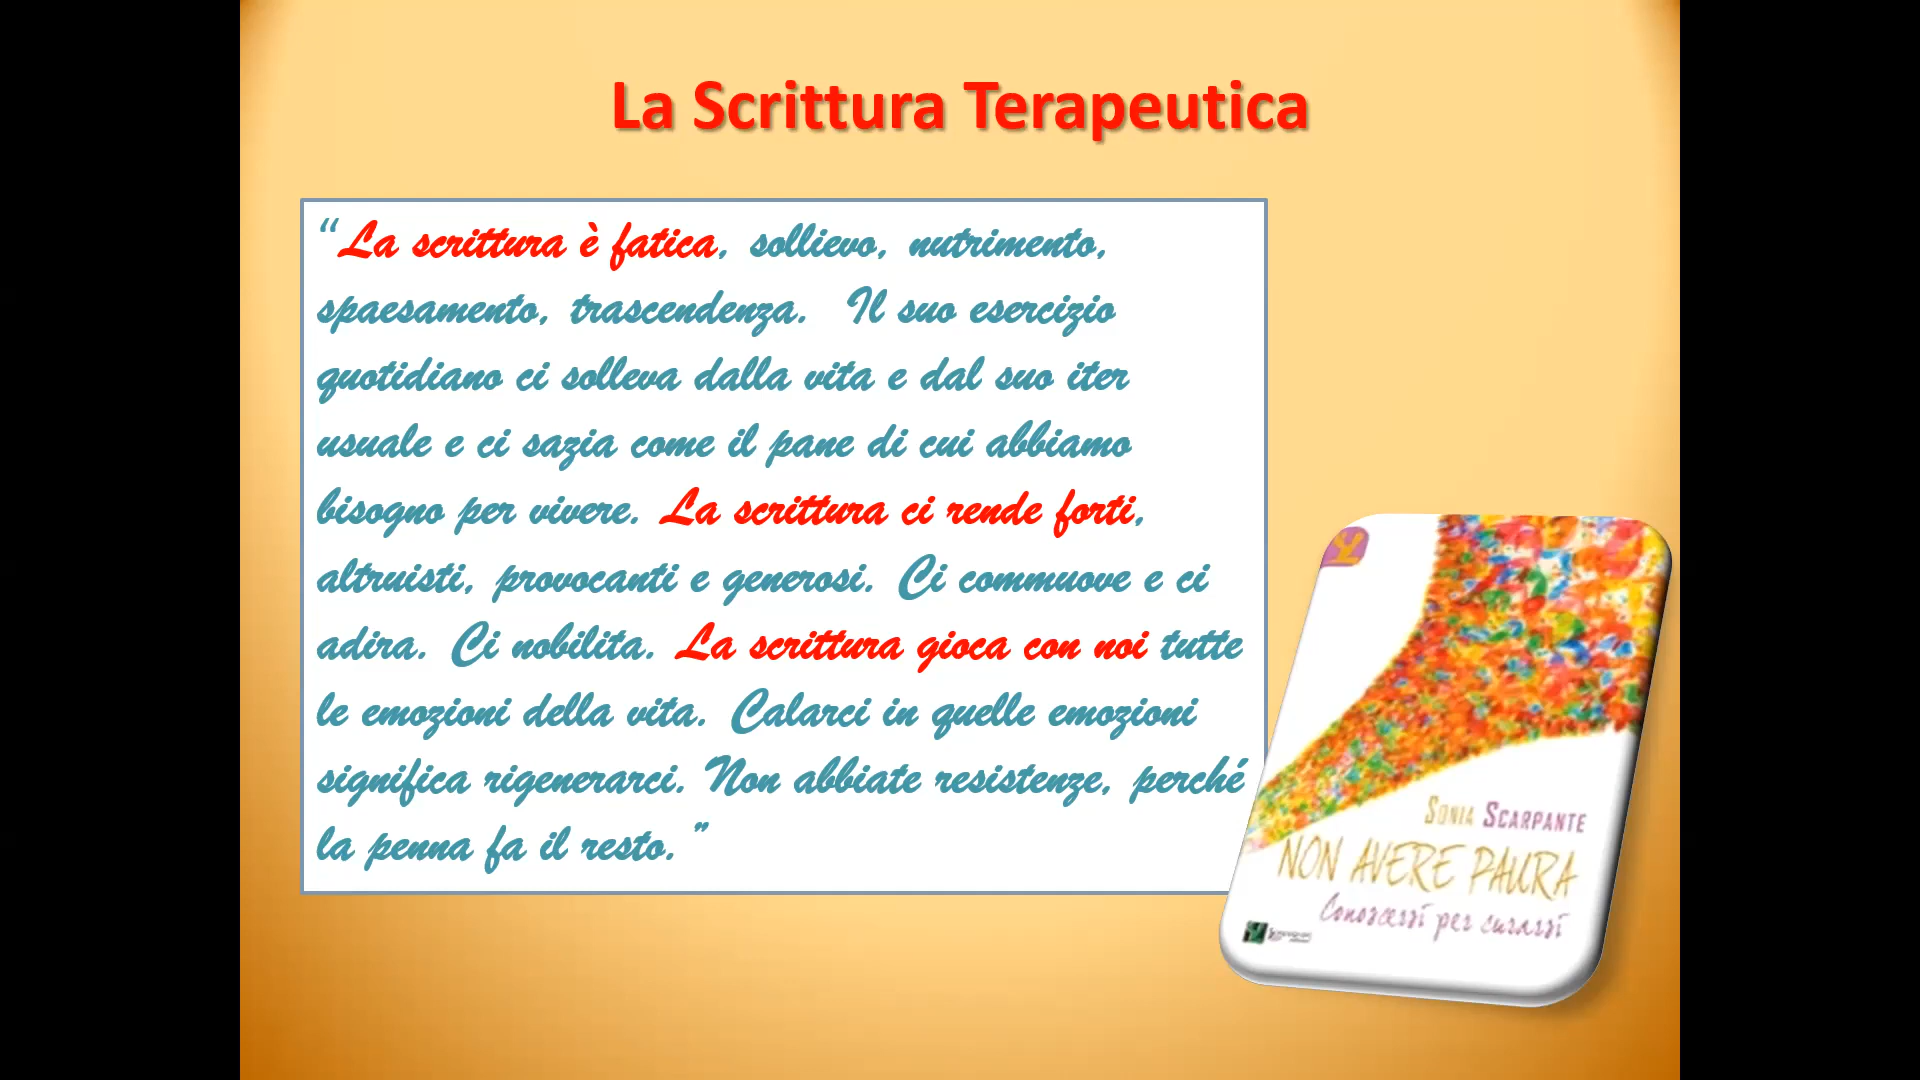 La Scrittura Terapeutica
“La scrittura è fatica, sollievo, nutrimento,
spaesamento, trascendenza. Il suo esercizio
quotidiano ci solleva dalla vita e dal suo iter
usuale e ci sazia come il pane di cui abbiamo
bisogno per vivere. La scrittura ci rende forti,
altruisti, provocanti e generosi. Ci commuove e ci
adira. Ci nobilita. La scrittura gioca con noi tutte
le emozioni della vita. Calarci in quelle emozioni
significa rigenerarci. Non abbiate resistenze, perché
la penna fa il resto.”
SONIA SCARPANTE
NON AVERE PAURA
Conoscersi per curarsi